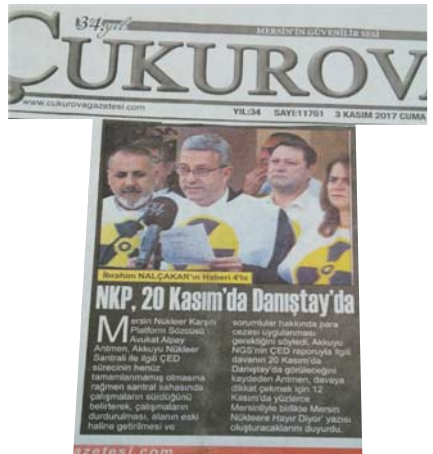 34.yıl
MERSİN'İN GÜVENİLİR SESİ
ÇUKUROVA
www.cukurovagazetesi.com
YIL:34 SAYI:11761 3 KASIM 2017 CUMA
İbrahim NALÇAKAR'ın Haberi 4'te
NKP, 20 Kasım'da Danıştay'da
Mersin Nükleer Karşıtı
Platform Sözcüsü
Avukat Alpay
Antmen, Akkuyu Nükleer
Santrali ile ilgili ÇED
sürecinin henüz
tamamlanmamış olmasına
rağmen santral sahasında
çalışmaların sürdüğünü
belirterek, çalışmaların
durdurulması, alanın eski
haline getirilmesi ve
sorumlular hakkında para
cezası uygulanması
gerektiğini söyledi. Akkuyu
NGS'nin ÇED raporuyla ilgili
davanın 20 Kasım'da
Danıştay'da görüleceğini
kaydeden Antmen, davaya
dikkat çekmek için 12
Kasım'da yüzlerce
Mersinliyle birlikte Mersin
'Nükleere Hayır Diyor' yazısı
oluşturacaklarını duyurdu.
azetesi.com